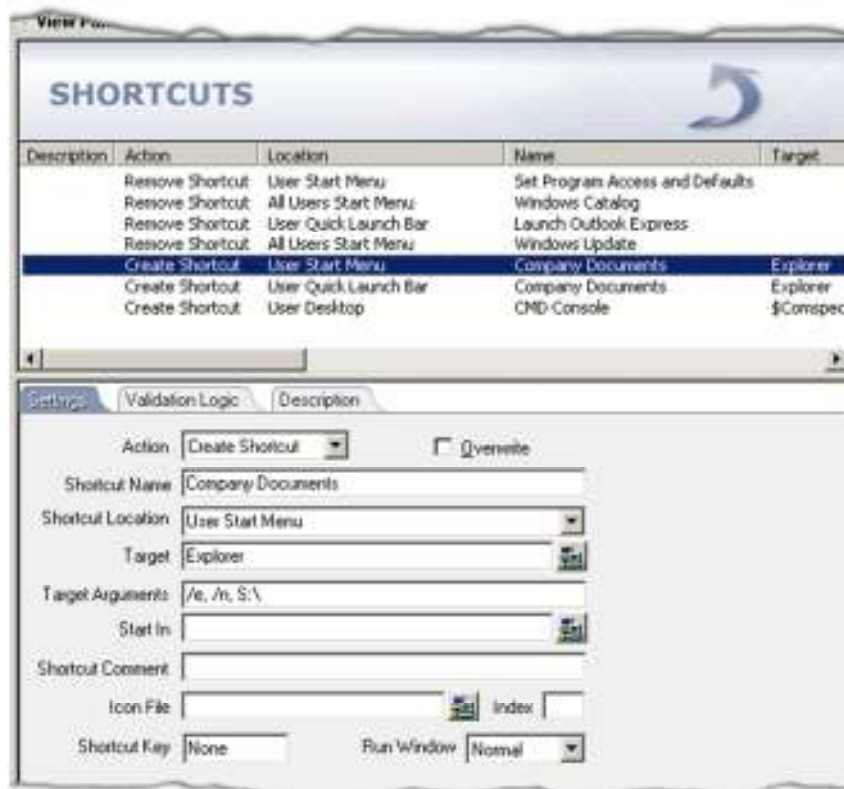 View
SHORTCUTS
Description Action Location Name Target
Remove Shortcut User Start Menu Set Program Access and Defaults
Remove Shortcut All Users Start Menu Windows Catalog
Remove Shortcut User Quick Launch Bar Launch Outlook Express
Remove Shortcut All Users Start Menu Windows Update
Create Shortcut User Start Menu Company Documents Explorer
Create Shortcut User Quick Launch Bar Company Documents Explorer
Create Shortcut User Desktop CMD Console $Comspec
Settings Validation Logic Description
Action Create Shortcut Overwrite
Shortcut Name Company Documents
Shortcut Location User Start Menu
Target Explorer
Target Arguments /e, /n, S:\
Start In
Shortcut Comment
Icon File Index
Shortcut Key None Run Window Normal